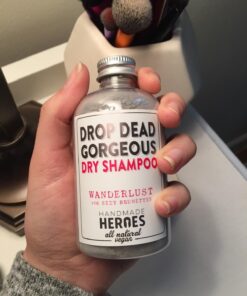 DROP DEAD
GORGEOUS
DRY SHAMPOO
WANDERLUST
FOR SEXY BRUNETTES
HANDMADE
HEROES
all natural
vegan